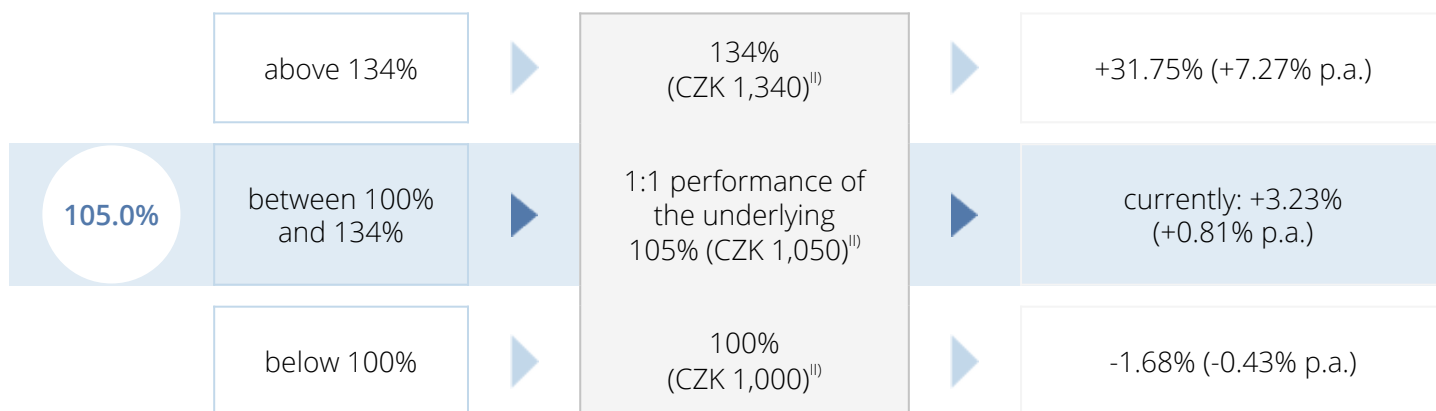 above 134%
134%
(CZK 1,340)II)
+31.75% (+7.27% p.a.)
105.0%
between 100%
and 134%
1:1 performance of
the underlying
105% (CZK 1,050)II)
currently: +3.23%
(+0.81% p.a.)
below 100%
100%
(CZK 1,000)II)
-1.68% (-0.43% p.a.)